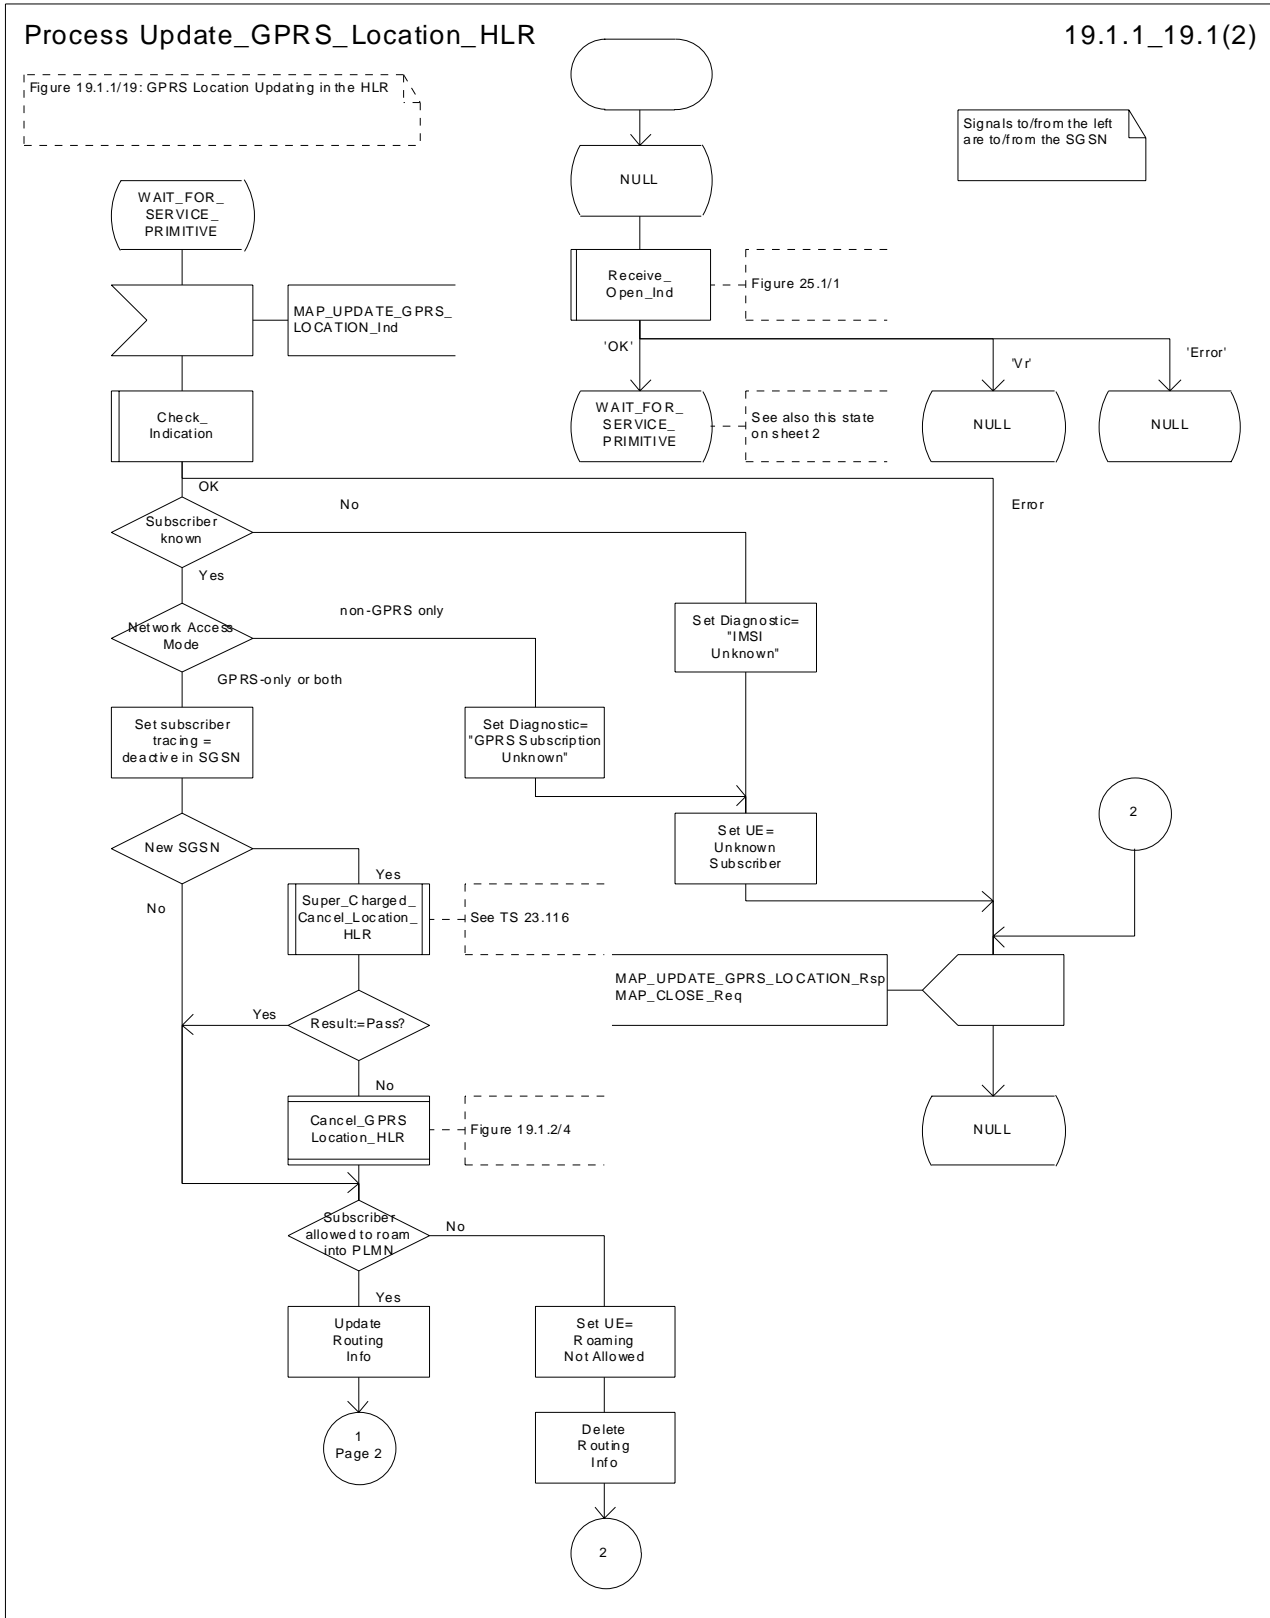 Process Update_GPRS_Location_HLR
19.1.1_19.1(2)
Figure 19.1.1/19: GPRS Location Updating in the HLR
Signals to/from the left
are to/from the SGSN
NULL
WAIT_FOR_
SERVICE_
PRIMITIVE
Receive_
Open_Ind
Figure 25.1/1
MAP_UPDATE_GPRS_
LOCATION_Ind
'OK'
'Vr'
'Error'
Check_
Indication
WAIT_FOR_
SERVICE_
PRIMITIVE
See also this state
on sheet 2
NULL
NULL
OK
No
Error
Subscriber
known
Yes
non-GPRS only
Network Access
Mode
Set Diagnostic=
"IMSI
Unknown"
GPRS-only or both
Set subscriber
tracing =
deactive in SGSN
Set Diagnostic=
"GPRS Subscription
Unknown"
2
New SGSN
Set UE=
Unknown
Subscriber
Yes
No
Super_Charged_
Cancel_Location_
HLR
See TS 23.116
MAP_UPDATE_GPRS_LOCATION_Rsp
MAP_CLOSE_Req
Yes
Result:=Pass?
No
Cancel_GPRS
Location_HLR
Figure 19.1.2/4
NULL
Subscriber
allowed to roam
into PLMN
No
Yes
Update
Routing
Info
Set UE=
Roaming
Not Allowed
1
Page 2
Delete
Routing
Info
2